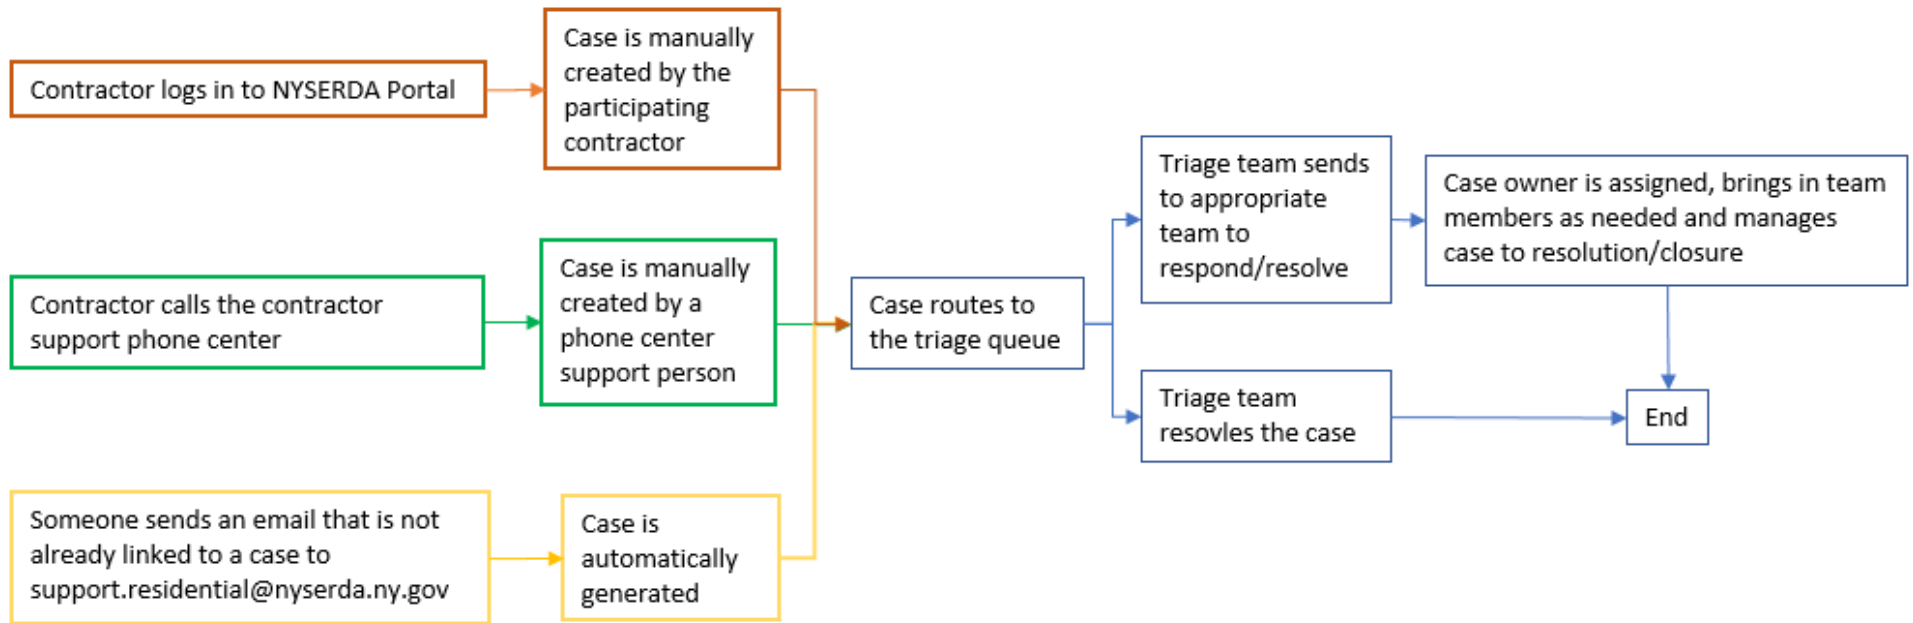 Contractor logs in to NYSERDA Portal
Case is manually
created by the
participating
contractor
Contractor calls the contractor
support phone center
Case is manually
created by a
phone center
support person
Someone sends an email that is not
already linked to a case to
support.residential@nyserda.ny.gov
Case is
automatically
generated
Case routes to
the triage queue
Triage team sends
to appropriate
team to
respond/resolve
Case owner is assigned, brings in team
members as needed and manages
case to resolution/closure
Triage team
resovles the case
End